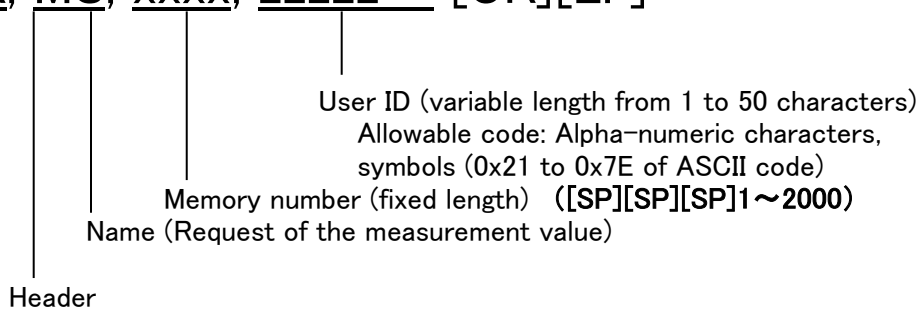 User ID (variable length from 1 to 50 characters)
Allowable code: Alpha-numeric characters,
symbols (0x21 to 0x7E of ASCII code)
Memory number (fixed length) ([SP][SP][SP]1～2000)
Name (Request of the measurement value)
Header